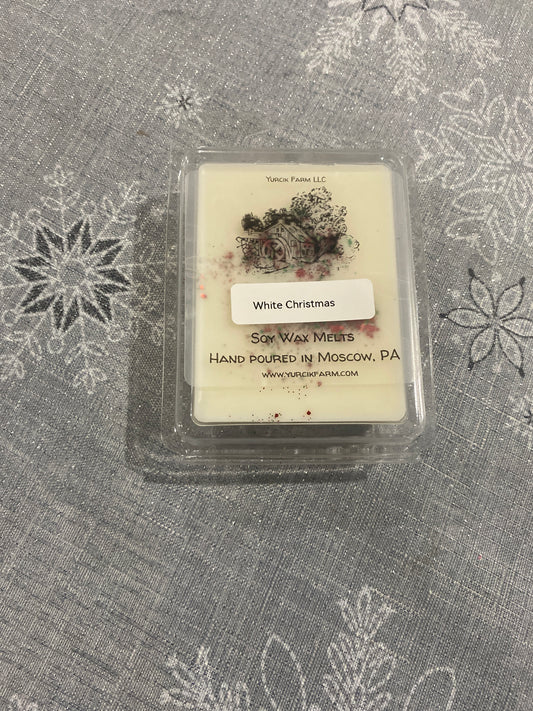 Yurcik Farm LLC
White Christmas
Soy Wax Melts
Hand poured in Moscow, PA
www.yurcikfarm.com